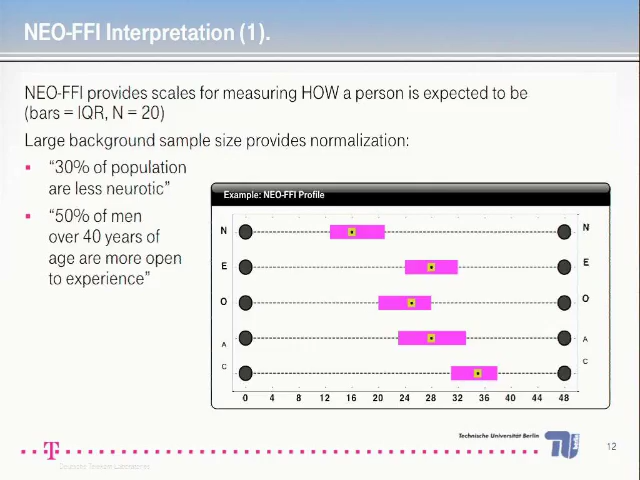 NEO-FFI Interpretation (1).
NEO-FFI provides scales for measuring HOW a person is expected to be
(bars = IQR, N = 20)
Large background sample size provides normalization:
“30% of population
are less neurotic”
“50% of men
over 40 years of
age are more open
to experience”
Example: NEO-FFI Profile
N N
E E
O O
A A
C C
0 4 8 12 16 20 24 28 32 36 40 44 48
Technische Universität Berlin
T
Deutsche Telekom Laboratories
12